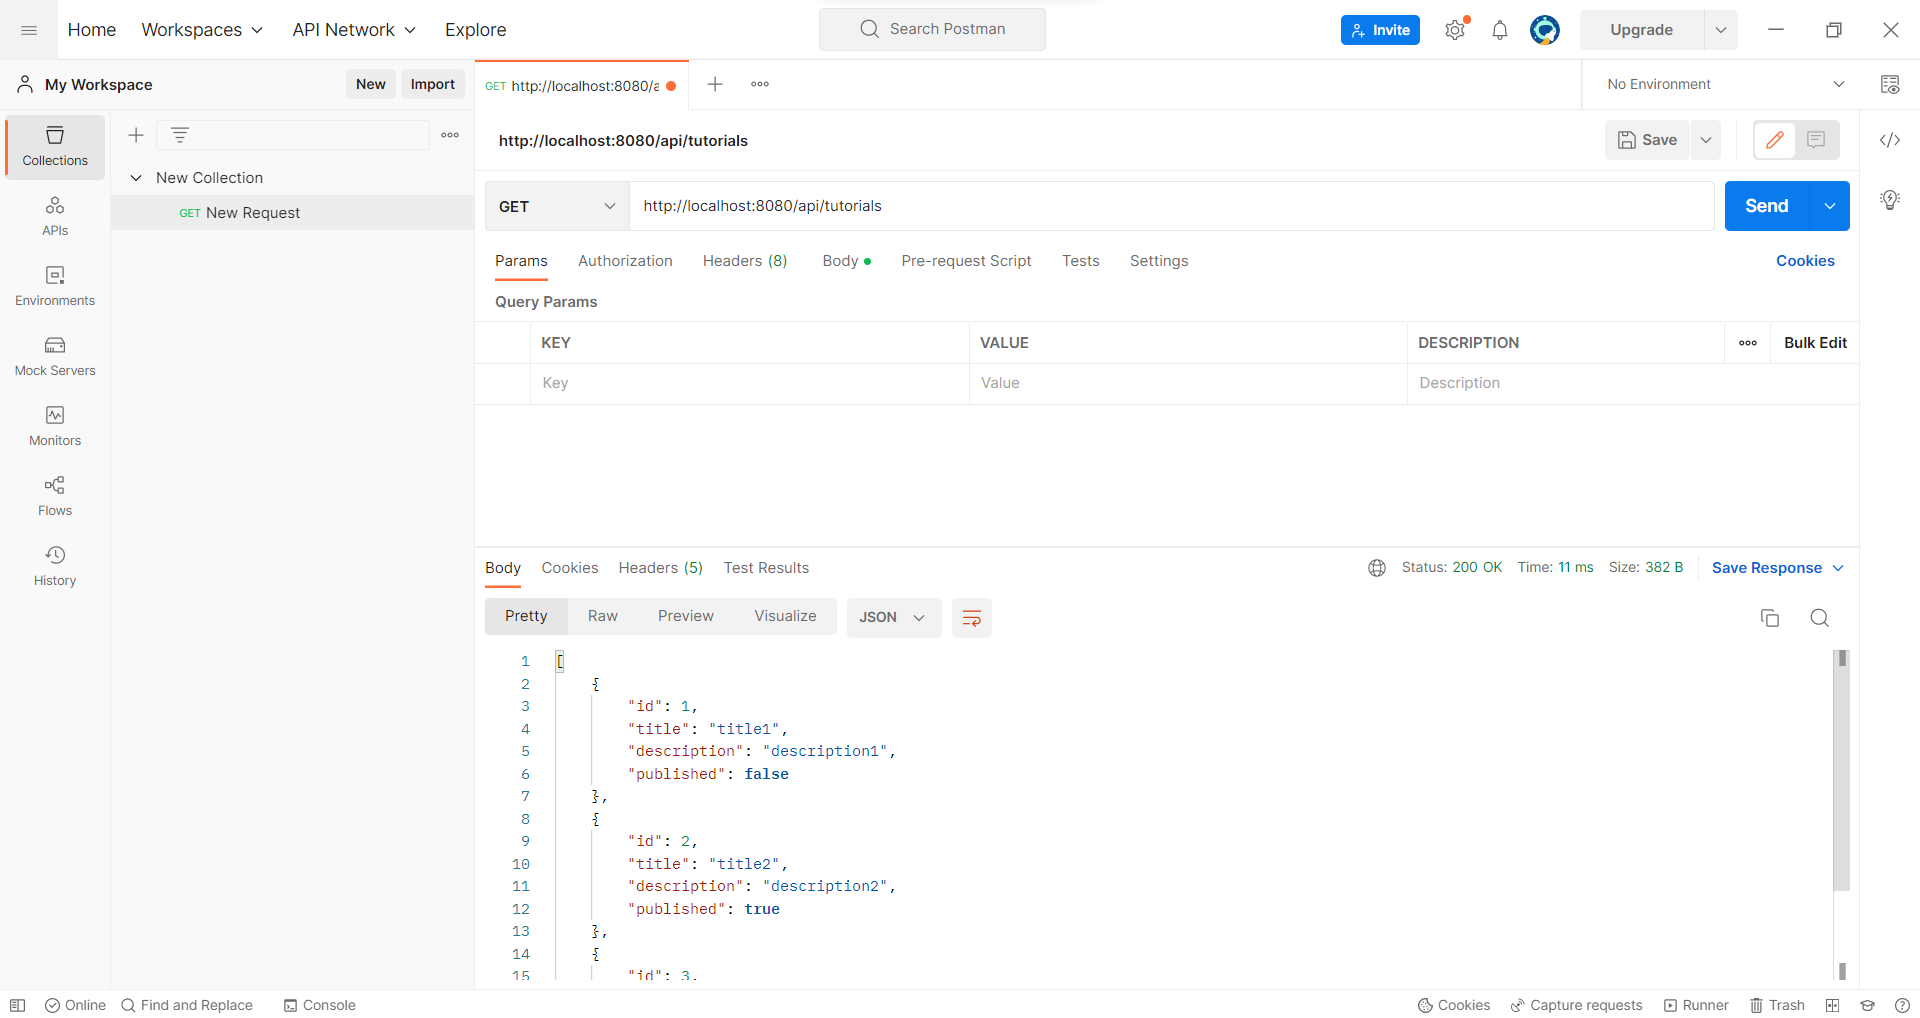 Home Workspaces API Network Explore Search Postman Invite Upgrade
My Workspace New Import GET http://localhost:8080/a No Environment
Collections
APIs
Environments
Mock Servers
Monitors
Flows
History
New Collection
GET New Request
http://localhost:8080/api/tutorials Save
GET http://localhost:8080/api/tutorials Send
Params Authorization Headers (8) Body Pre-request Script Tests Settings Cookies
Query Params
KEY VALUE DESCRIPTION Bulk Edit
Key Value Description
Body Cookies Headers (5) Test Results Status: 200 OK Time: 11 ms Size: 382 B Save Response
Pretty Raw Preview Visualize JSON
1 [
2 {
3 "id": 1,
4 "title": "title1",
5 "description": "description1",
6 "published": false
7 },
8 {
9 "id": 2,
10 "title": "title2",
11 "description": "description2",
12 "published": true
13 },
14 {
15 "id": 3,
Online Find and Replace Console Cookies Capture requests Runner Trash